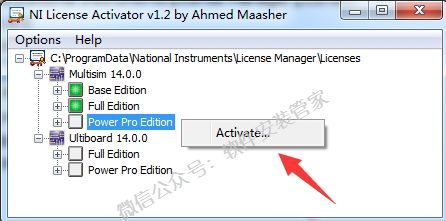 NI License Activator v1.2 by Ahmed Maasher
Options Help
C:\ProgramData\National Instruments\License Manager\Licenses
Multisim 14.0.0
Base Edition
Full Edition
Power Pro Edition
Activate...
Ultiboard 14.0.0
Full Edition
Power Pro Edition
微信公众号：软件安装管家